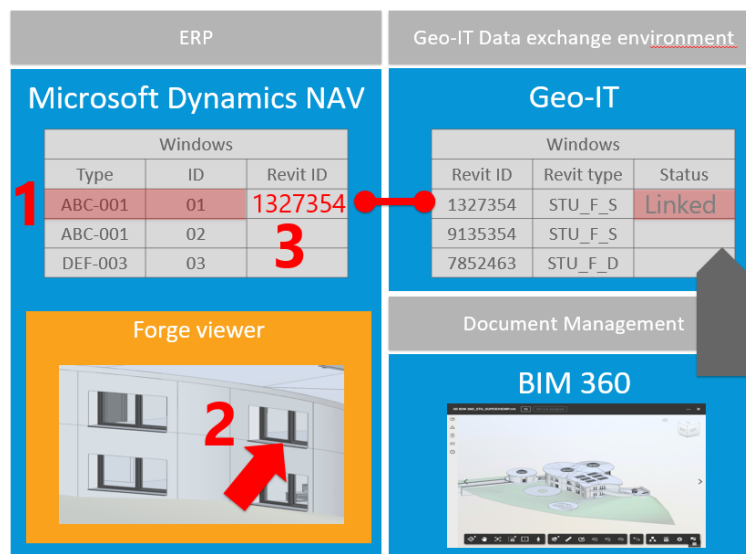 ERP
Geo-IT Data exchange environment
Microsoft Dynamics NAV
Windows
Type ID Revit ID
1 ABC-001 01 1327354
ABC-001 02
3
DEF-003 03
Geo-IT
Windows
Revit ID Revit type Status
1327354 STU_F_S Linked
9135354 STU_F_S
7852463 STU_F_D
Forge viewer
2
Document Management
BIM 360